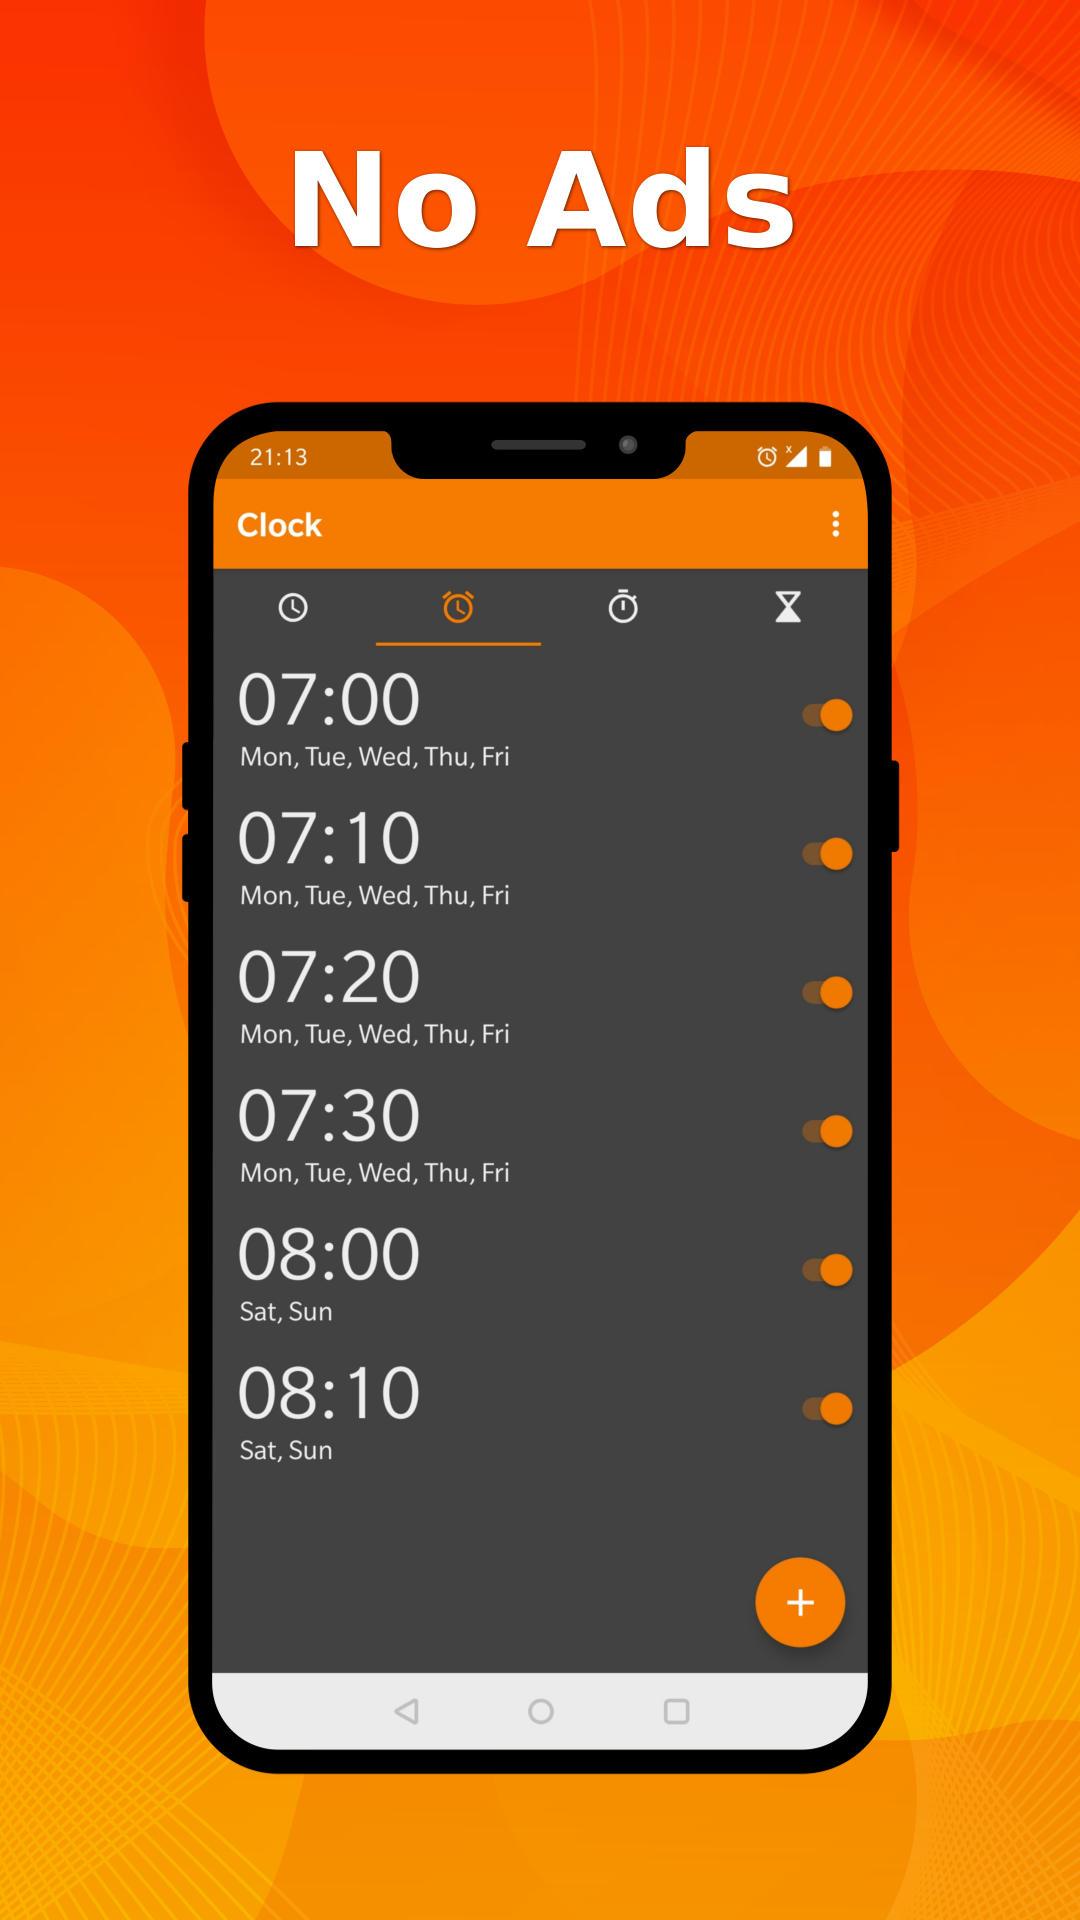 No Ads
21:13
Clock
07:00
Mon, Tue, Wed, Thu, Fri
07:10
Mon, Tue, Wed, Thu, Fri
07:20
Mon, Tue, Wed, Thu, Fri
07:30
Mon, Tue, Wed, Thu, Fri
08:00
Sat, Sun
08:10
Sat, Sun